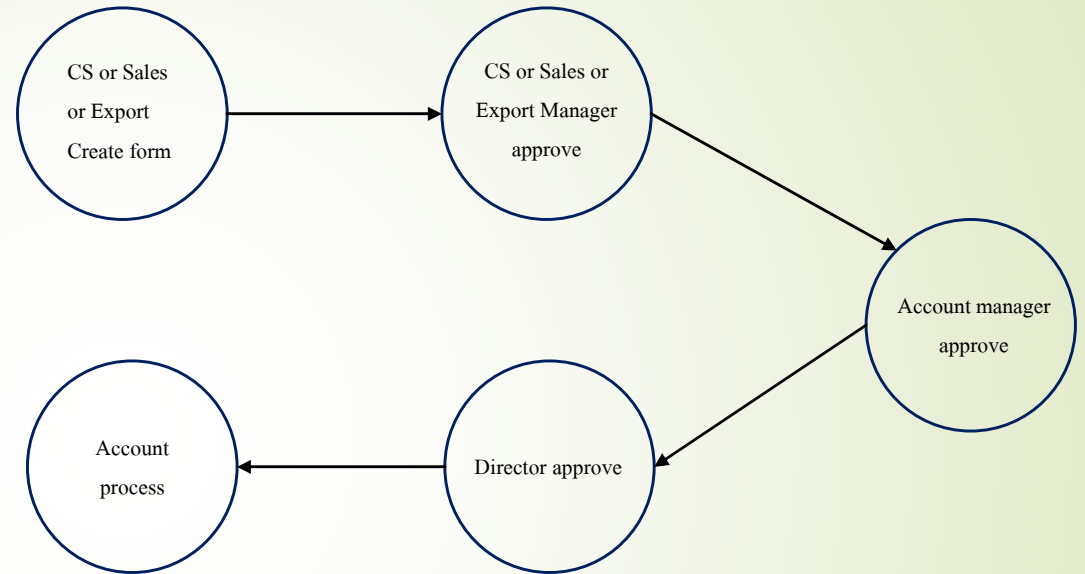 CS or Sales
or Export
Create form
CS or Sales or
Export Manager
approve
Account manager
approve
Director approve
Account
process